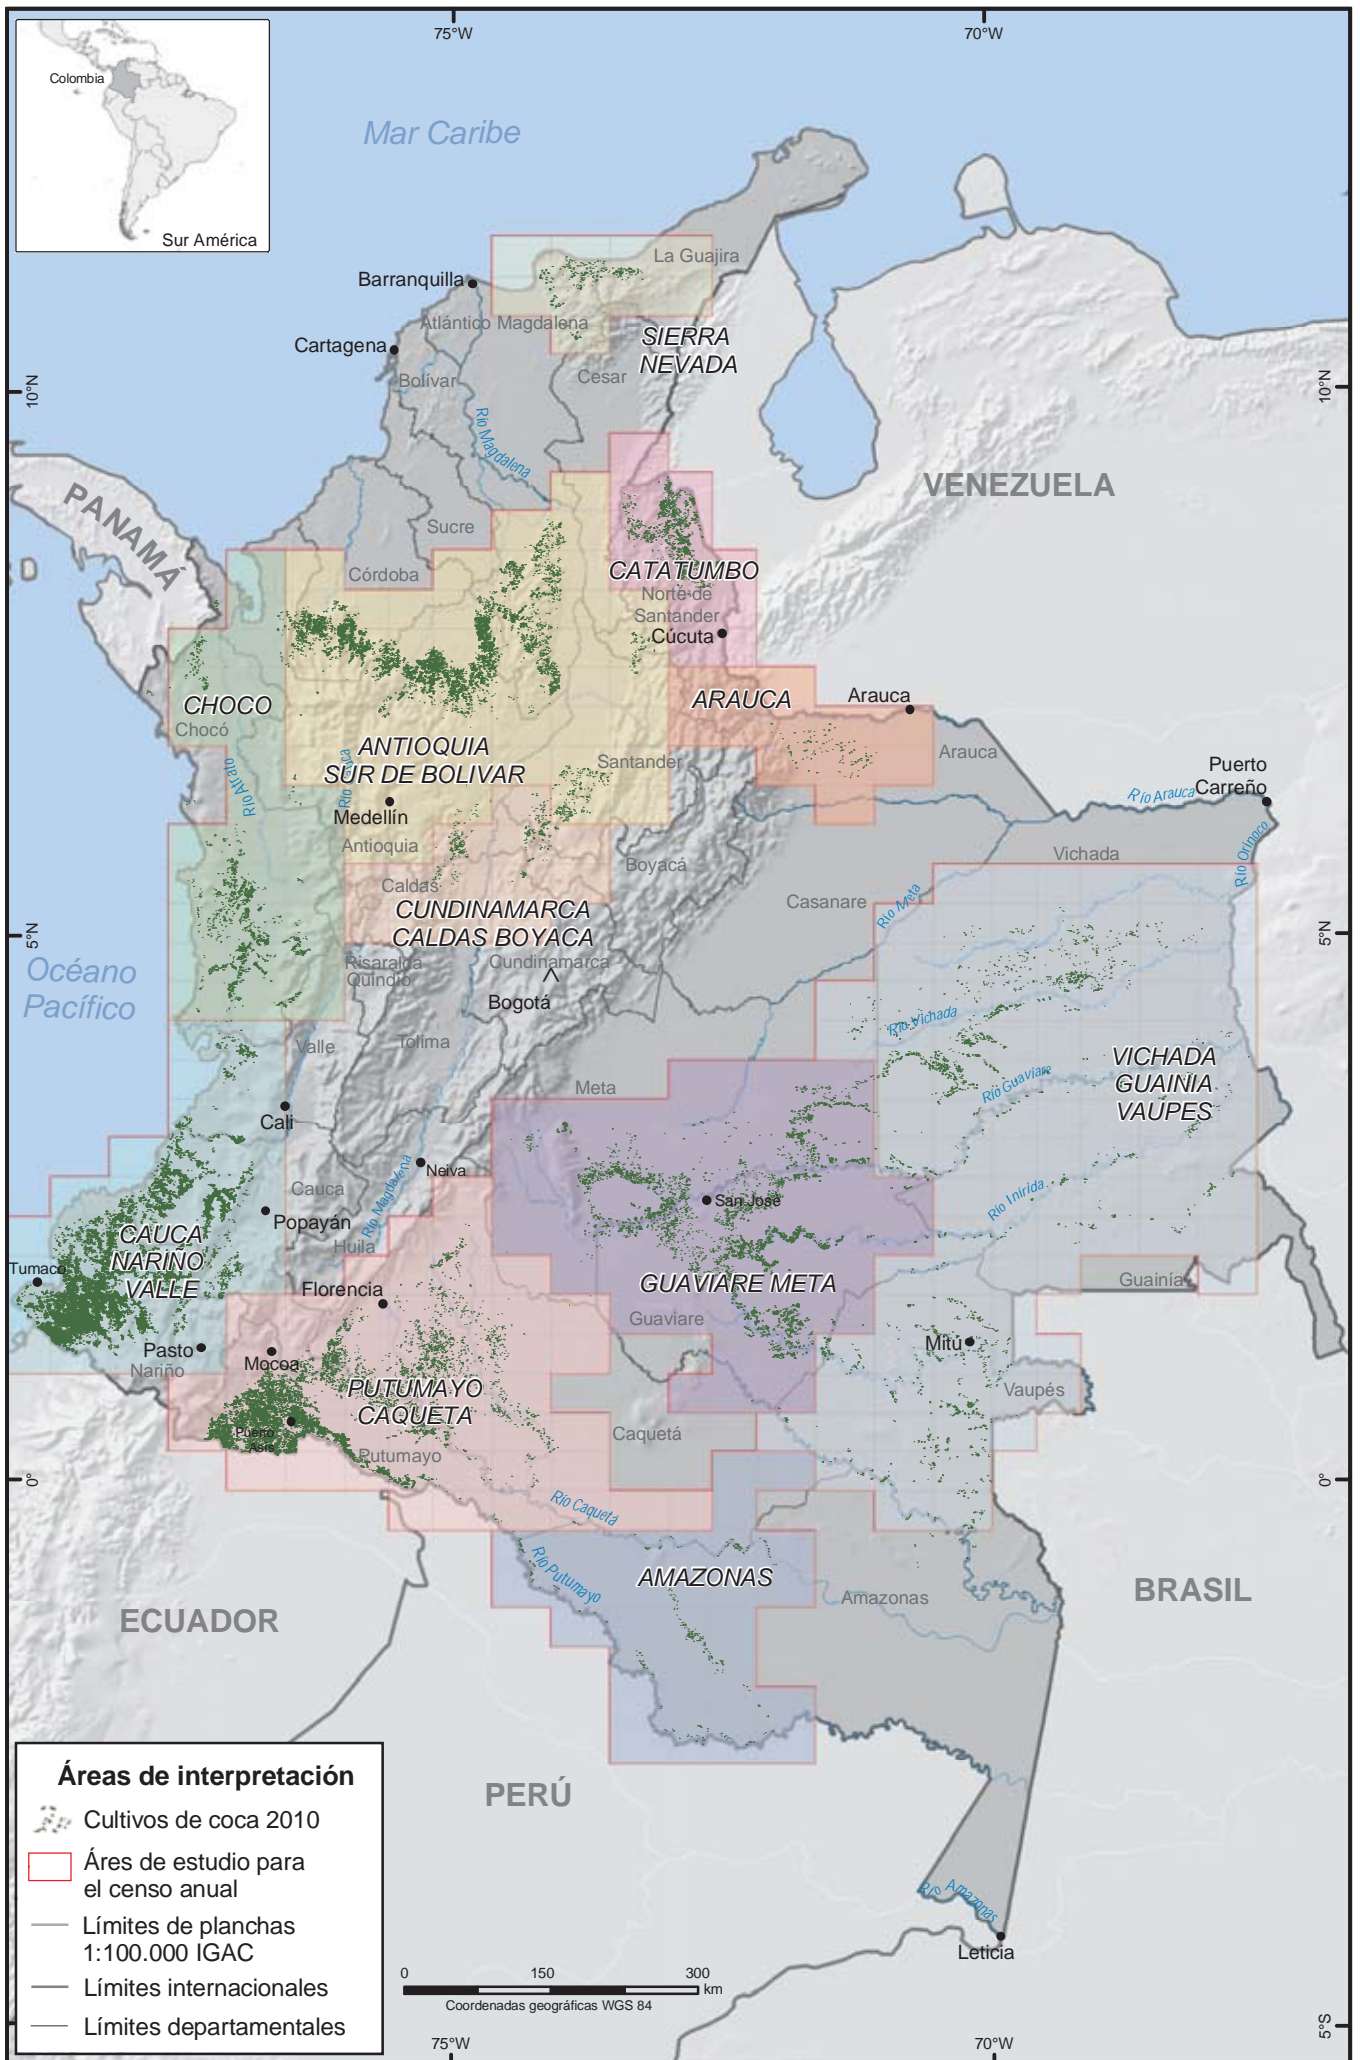 75°W
70°W
Colombia
Sur América
Mar Caribe
La Guajira
Barranquilla
Atlántico
Magdalena
SIERRA
NEVADA
Cartagena
Bolívar
Cesar
10°N
10°N
Río Magdalena
VENEZUELA
PANAMÁ
Sucre
Córdoba
CATATUMBO
Norte de
Santander
Cúcuta
CHOCO
Chocó
ARAUCA
Arauca
Arauca
ANTIOQUIA
SUR DE BOLIVAR
Santander
Río Atrato
Medellín
Antioquia
Puerto
Carreño
Río Arauca
Río Orinoco
Boyacá
Vichada
Caldas
Casanare
Río Meta
CUNDINAMARCA
CALDAS BOYACA
5°N
5°N
Océano
Pacífico
Risaralda
Quindío
Cundinamarca
Bogotá
Río Vichada
Valle
Tolima
VICHADA
GUAINIA
VAUPES
Meta
Río Guaviare
Cali
Neiva
Río Magdalena
Cauca
San José
Río Inírida
Popayán
Huila
CAUCA
NARIÑO
VALLE
Tumaco
GUAVIARE META
Guainía
Florencia
Guaviare
Pasto
Nariño
Mocoa
Mitú
PUTUMAYO
CAQUETA
Vaupés
Puerto
Asís
Caquetá
Putumayo
0°
0°
Río Caquetá
Río Putumayo
AMAZONAS
Amazonas
BRASIL
ECUADOR
PERÚ
Río Amazonas
Leticia
Áreas de interpretación
Cultivos de coca 2010
Áres de estudio para
el censo anual
Límites de planchas
1:100.000 IGAC
Límites internacionales
Límites departamentales
0
150
300
km
Coordenadas geográficas WGS 84
5°S
75°W
70°W